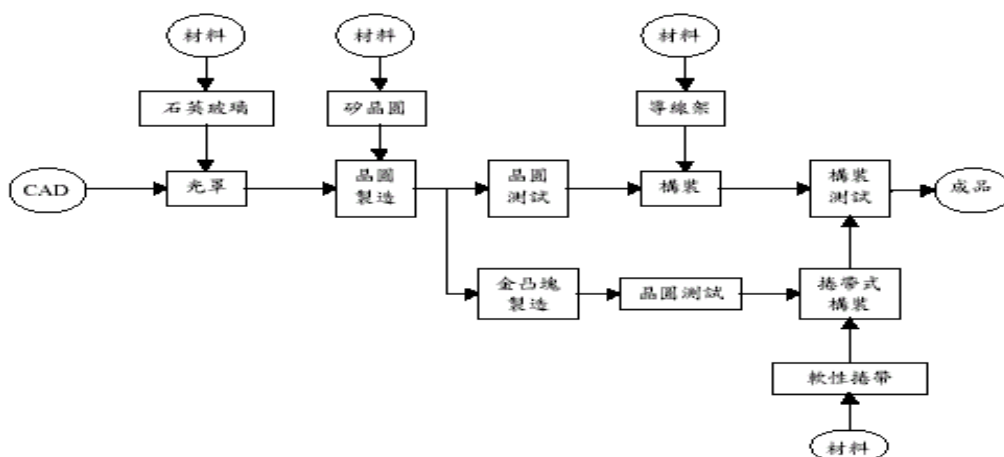 材料
材料
材料
石英玻璃
矽晶圓
導線架
CAD
光罩
晶圓
製造
晶圓
測試
構裝
構裝
測試
成品
金凸塊
製造
晶圓測試
捲帶式
構裝
軟性捲帶
材料